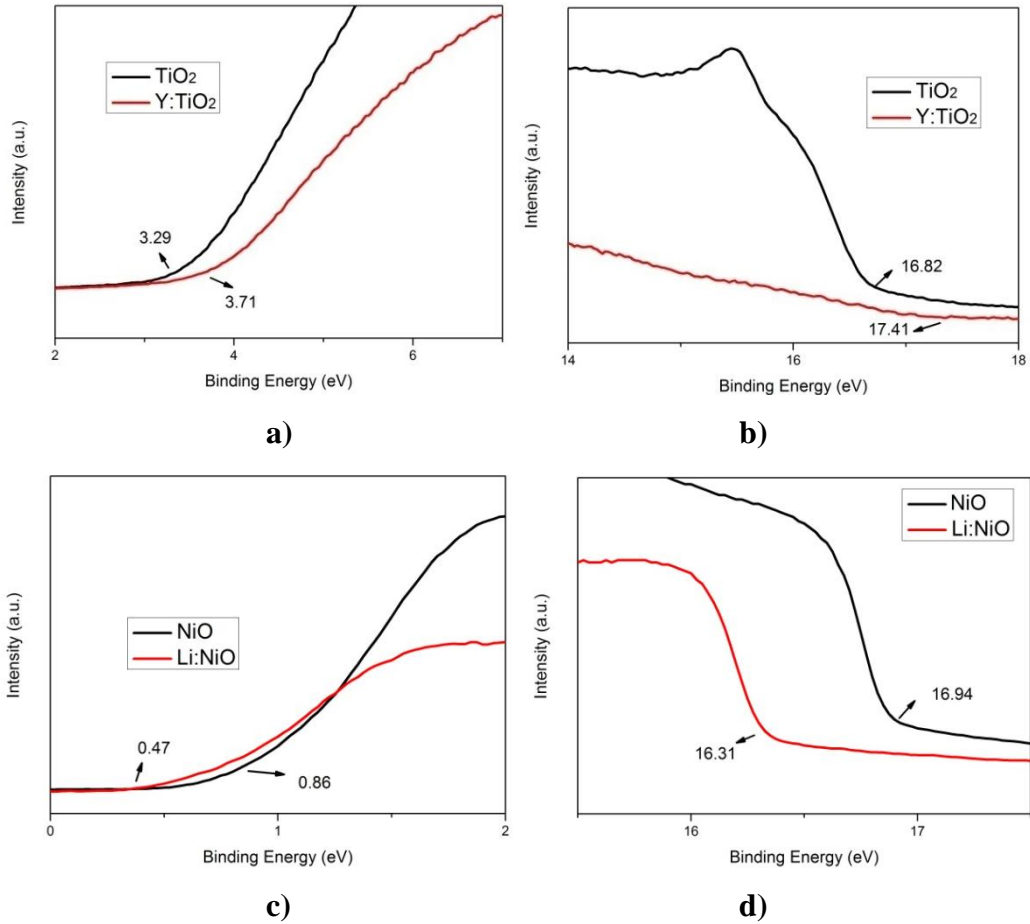 TiO2
Y:TiO2
3.29
3.71
Intensity (a.u.)
2
4
6
Binding Energy (eV)
a)
TiO2
Y:TiO2
16.82
17.41
Intensity (a.u.)
14
15
16
17
18
Binding Energy (eV)
b)
NiO
Li:NiO
0.47
0.86
Intensity (a.u.)
0
1
2
Binding Energy (eV)
c)
NiO
Li:NiO
16.94
16.31
Intensity (a.u.)
16
17
Binding Energy (eV)
d)